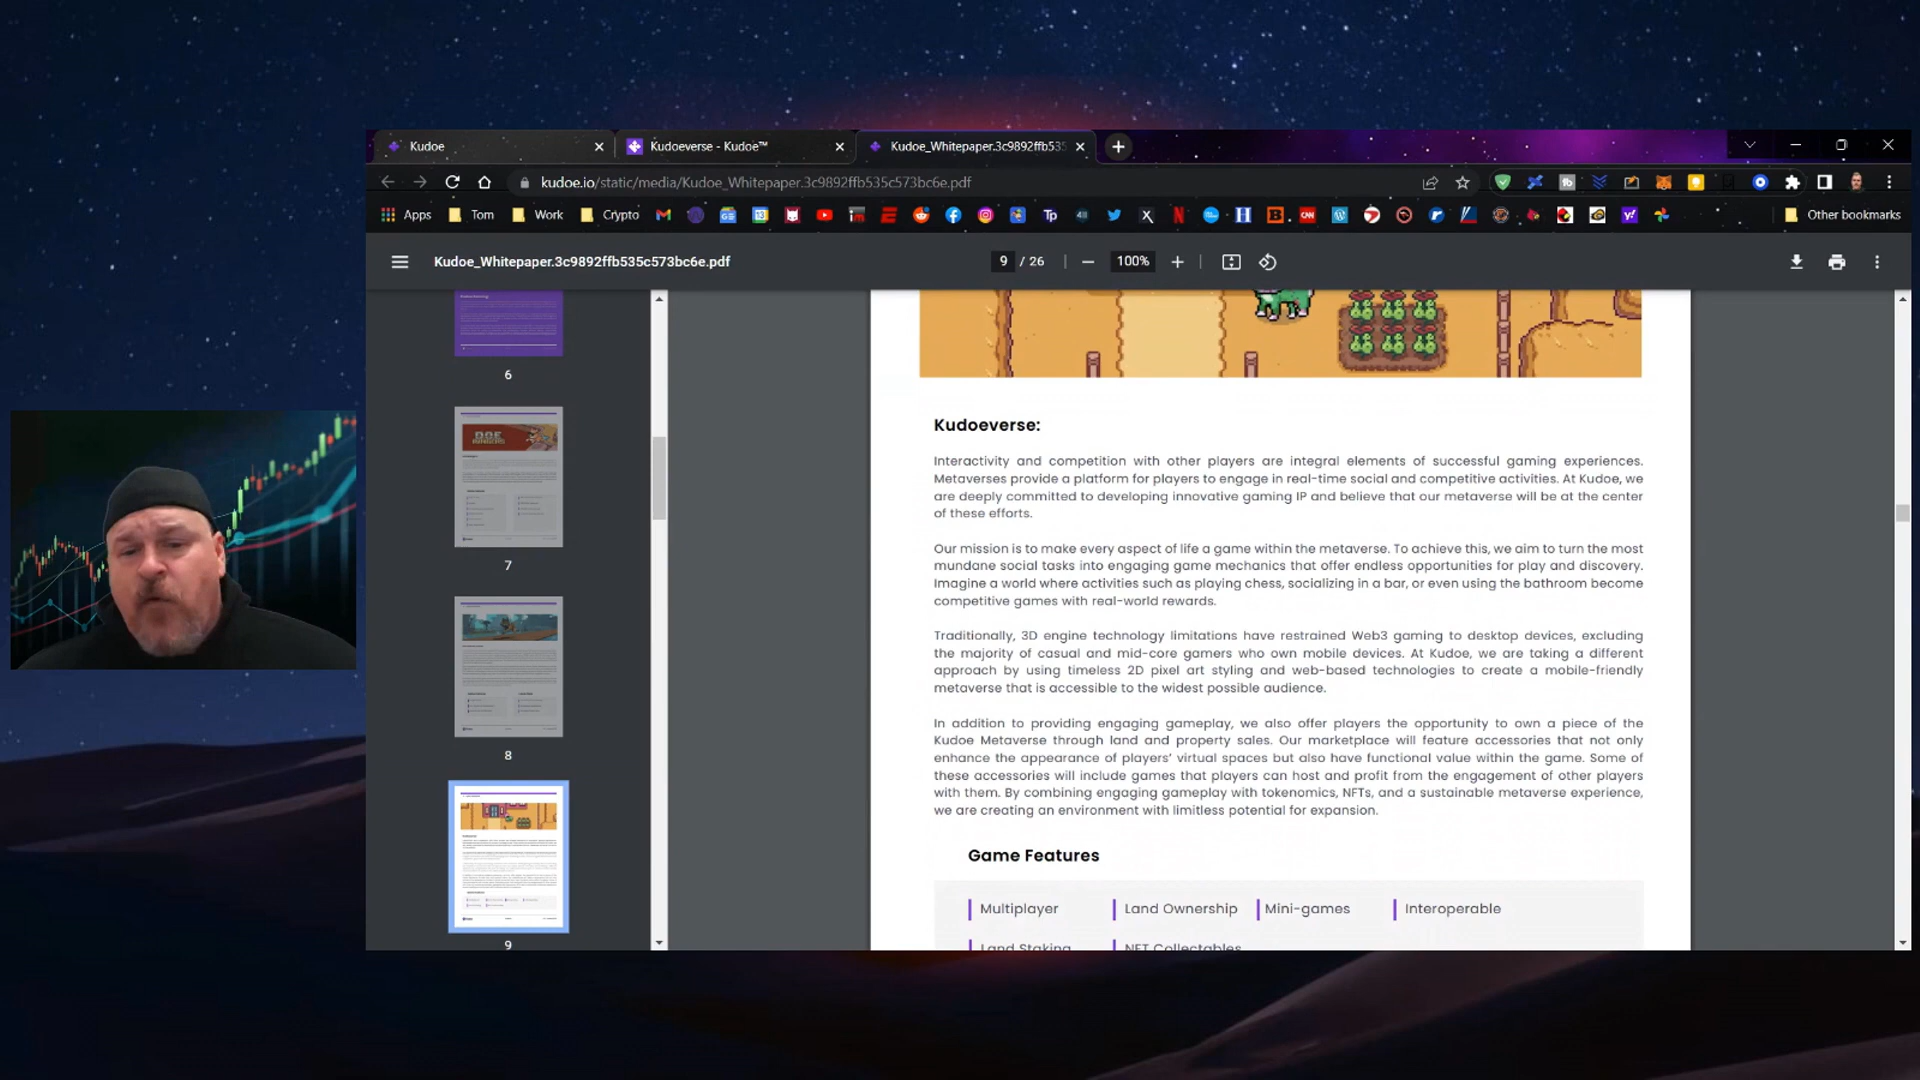 Kudoe
Kudoeverse - Kudoe™
Kudoe_Whitepaper.3c9892ffb535
kudoe.io/static/media/Kudoe_Whitepaper.3c9892ffb535c573bc6e.pdf
Apps
Tom
Work
Crypto
Other bookmarks
Kudoe_Whitepaper.3c9892ffb535c573bc6e.pdf
9 / 26
100%
6
7
8
9
Kudoeverse:
Interactivity and competition with other players are integral elements of successful gaming experiences.
Metaverses provide a platform for players to engage in real-time social and competitive activities. At Kudoe, we
are deeply committed to developing innovative gaming IP and believe that our metaverse will be at the center
of these efforts.
Our mission is to make every aspect of life a game within the metaverse. To achieve this, we aim to turn the most
mundane social tasks into engaging game mechanics that offer endless opportunities for play and discovery.
Imagine a world where activities such as playing chess, socializing in a bar, or even using the bathroom become
competitive games with real-world rewards.
Traditionally, 3D engine technology limitations have restrained Web3 gaming to desktop devices, excluding
the majority of casual and mid-core gamers who own mobile devices. At Kudoe, we are taking a different
approach by using timeless 2D pixel art styling and web-based technologies to create a mobile-friendly
metaverse that is accessible to the widest possible audience.
In addition to providing engaging gameplay, we also offer players the opportunity to own a piece of the
Kudoe Metaverse through land and property sales. Our marketplace will feature accessories that not only
enhance the appearance of players' virtual spaces but also have functional value within the game. Some of
these accessories will include games that players can host and profit from the engagement of other players
with them. By combining engaging gameplay with tokenomics, NFTs, and a sustainable metaverse experience,
we are creating an environment with limitless potential for expansion.
Game Features
Multiplayer
Land Ownership
Mini-games
Interoperable
Land Staking
NFT Collectables